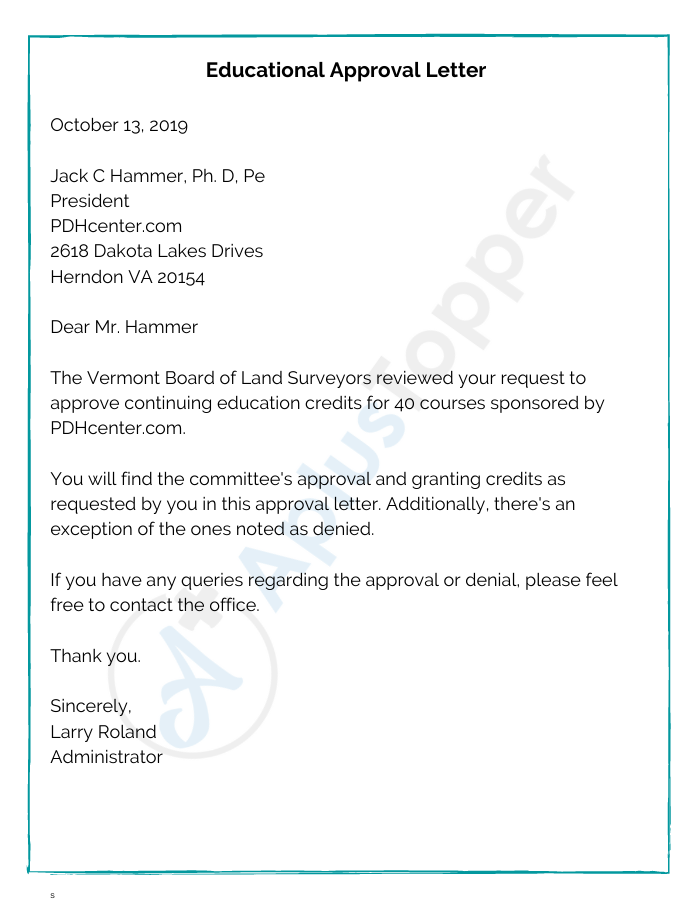 Educational Approval Letter
October 13, 2019
Jack C Hammer, Ph. D, Pe
President
PDHcenter.com
2618 Dakota Lakes Drives
Herndon VA 20154
Dear Mr. Hammer
The Vermont Board of Land Surveyors reviewed your request to
approve continuing education credits for 40 courses sponsored by
PDHcenter.com.
You will find the committee's approval and granting credits as
requested by you in this approval letter. Additionally, there's an
exception of the ones noted as denied.
If you have any queries regarding the approval or denial, please feel
free to contact the office.
Thank you.
Sincerely,
Larry Roland
Administrator
AplusTopper
A+
s